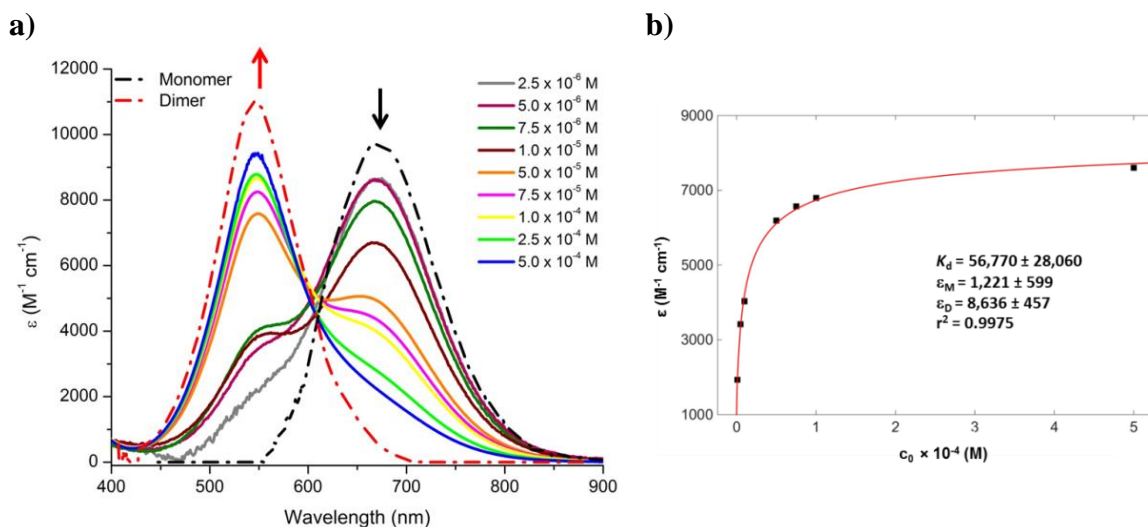 a)
12000
10000
8000
6000
4000
2000
0
ε (M⁻¹ cm⁻¹)
Monomer
Dimer
2.5 x 10⁻⁶ M
5.0 x 10⁻⁶ M
7.5 x 10⁻⁶ M
1.0 x 10⁻⁵ M
5.0 x 10⁻⁵ M
7.5 x 10⁻⁵ M
1.0 x 10⁻⁴ M
2.5 x 10⁻⁴ M
5.0 x 10⁻⁴ M
400 500 600 700 800 900
Wavelength (nm)
b)
9000
7000
5000
3000
1000
ε (M⁻¹ cm⁻¹)
K_d = 56,770 ± 28,060
ε_M = 1,221 ± 599
ε_D = 8,636 ± 457
r² = 0.9975
0 1 2 3 4 5
c₀ × 10⁻⁴ (M)